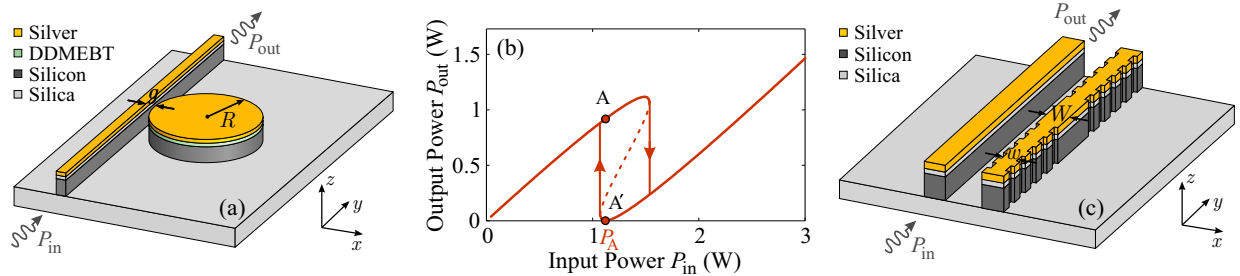 Silver
DDMEBT
Silicon
Silica
P_out
g
R
(a)
z
y
x
P_in
(b)
Output Power P_out (W)
1.5
1
0.5
0
A
A′
0
P_A
1
2
3
Input Power P_in (W)
Silver
Silicon
Silica
P_out
W
w
(c)
z
y
x
P_in